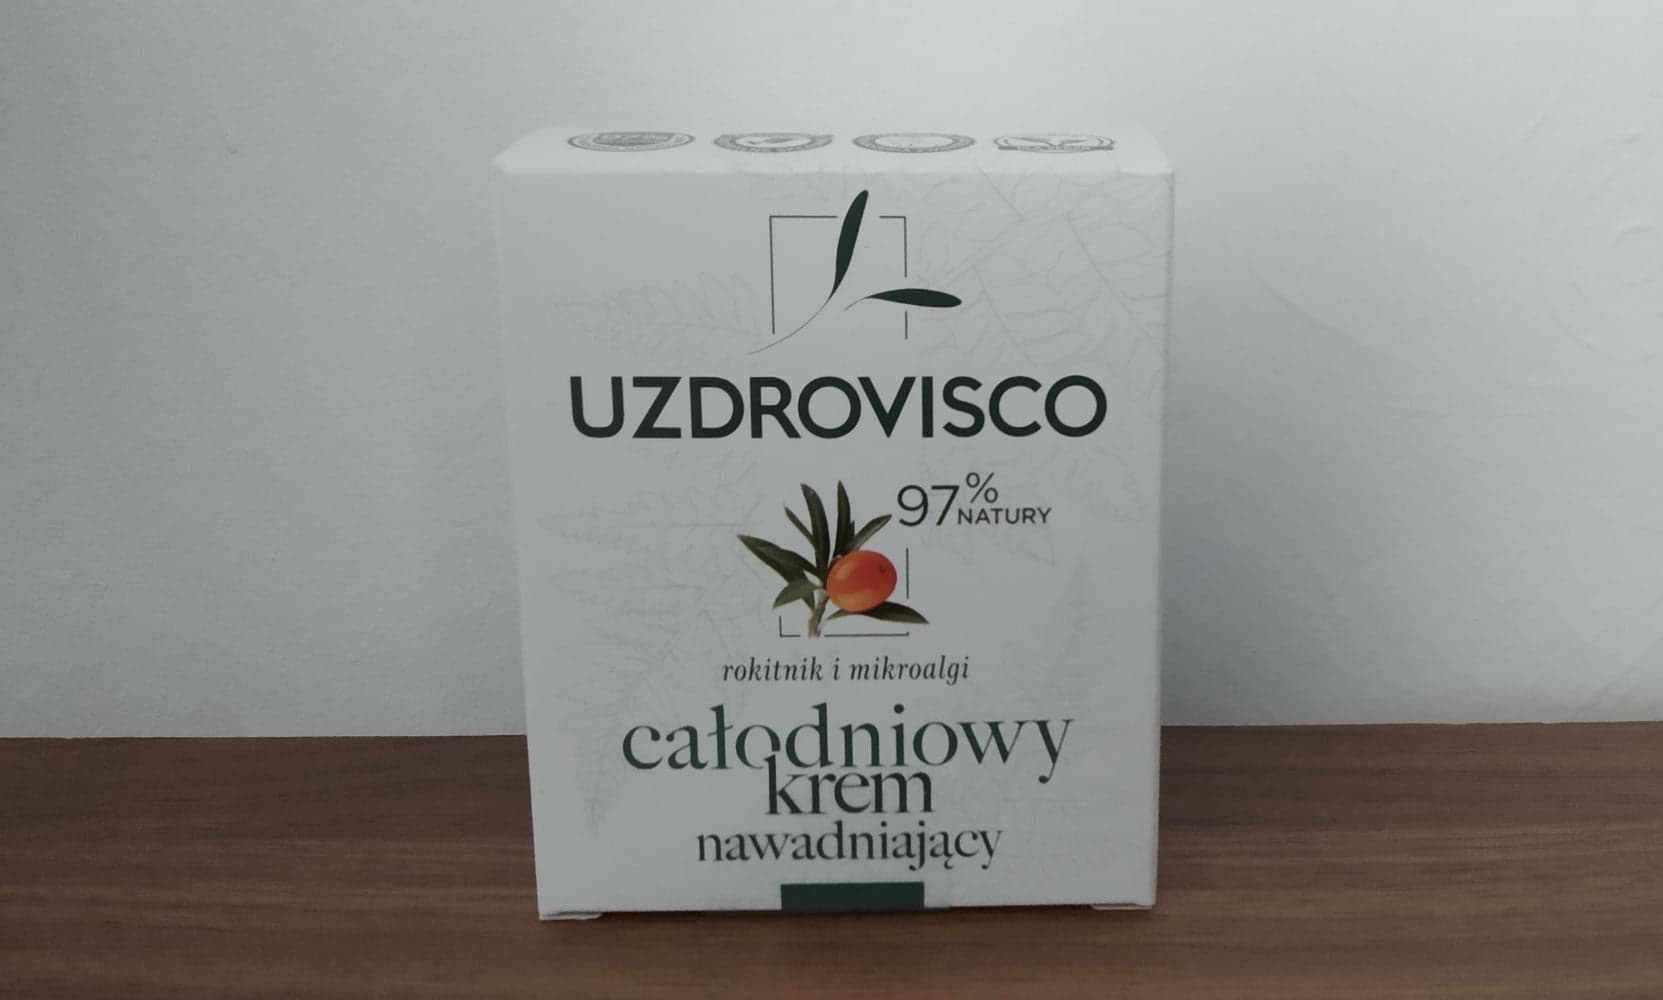 UZDROVISCO
97%
NATURY
rokitnik i mikroalgi
całodniowy
krem
nawadniający